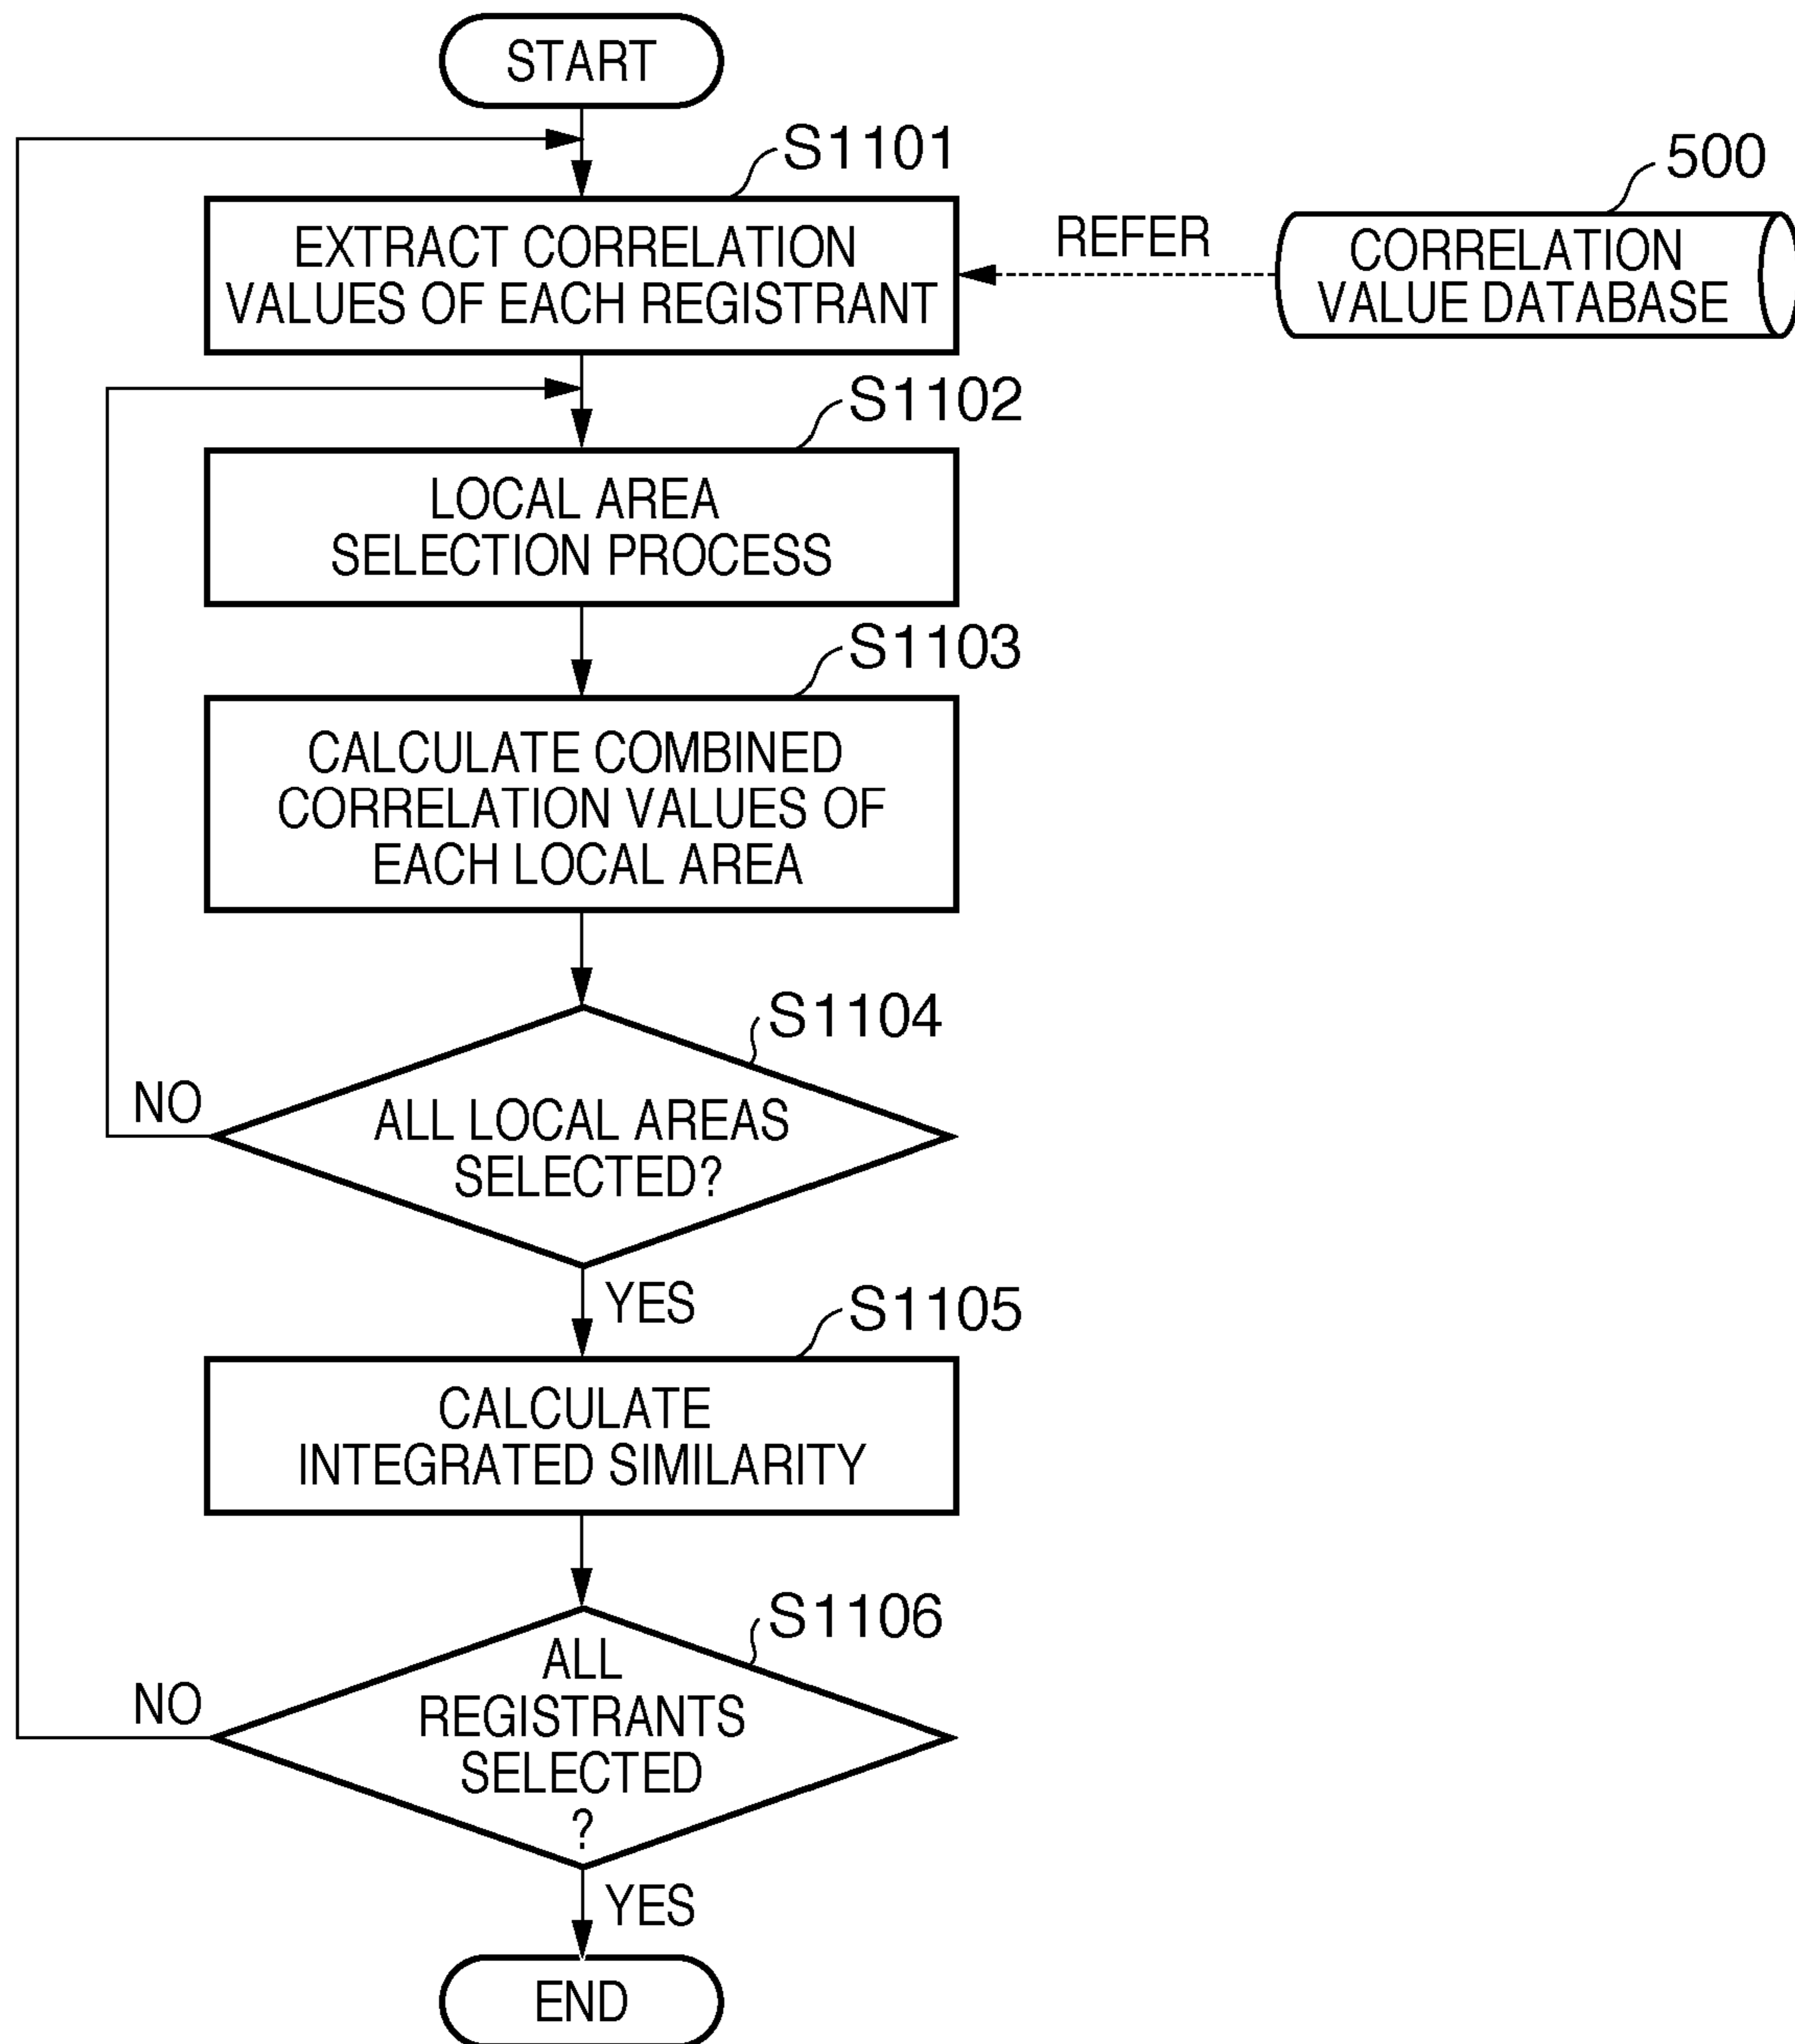 START
S1101
500
EXTRACT CORRELATION
VALUES OF EACH REGISTRANT
REFER
CORRELATION
VALUE DATABASE
S1102
LOCAL AREA
SELECTION PROCESS
S1103
CALCULATE COMBINED
CORRELATION VALUES OF
EACH LOCAL AREA
S1104
NO
ALL LOCAL AREAS
SELECTED?
YES
S1105
CALCULATE
INTEGRATED SIMILARITY
S1106
NO
ALL
REGISTRANTS
SELECTED
?
YES
END